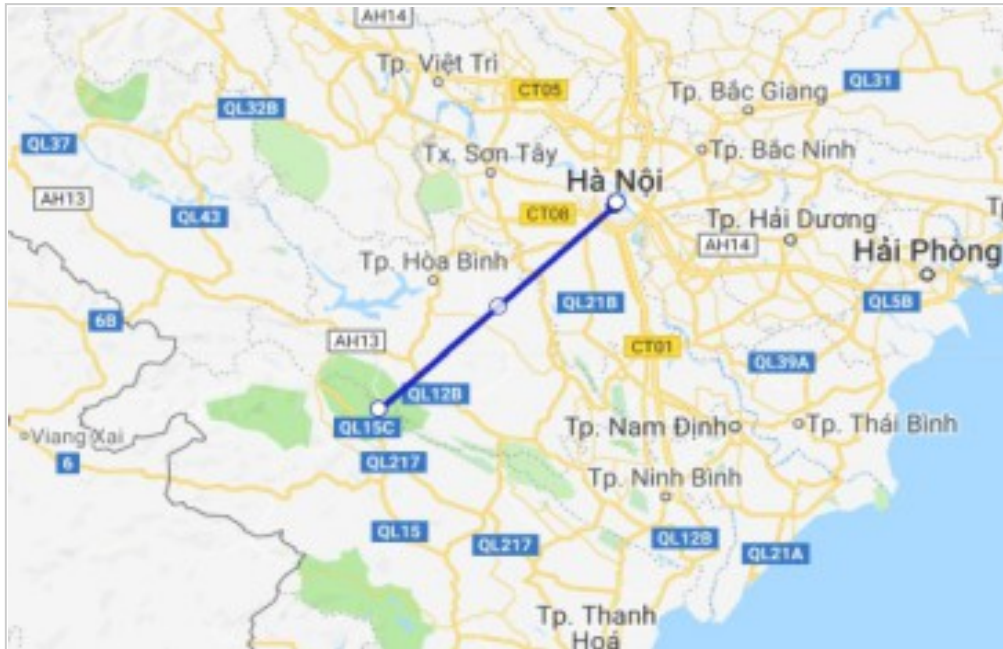 AH14
Tp. Việt Trì
CT05
QL31
Tp. Bắc Giang
QL32B
QL37
Tx. Sơn Tây
Tp. Bắc Ninh
Hà Nội
AH13
QL43
CT08
Tp. Hải Dương
AH14
Hải Phòng
Tp. Hòa Bình
QL21B
QL5B
6B
AH13
CT01
QL39A
QL12B
QL15C
Viang Xai
Tp. Nam Định
Tp. Thái Bình
6
QL217
Tp. Ninh Bình
QL15
QL217
QL12B
QL21A
Tp. Thanh
Hoá